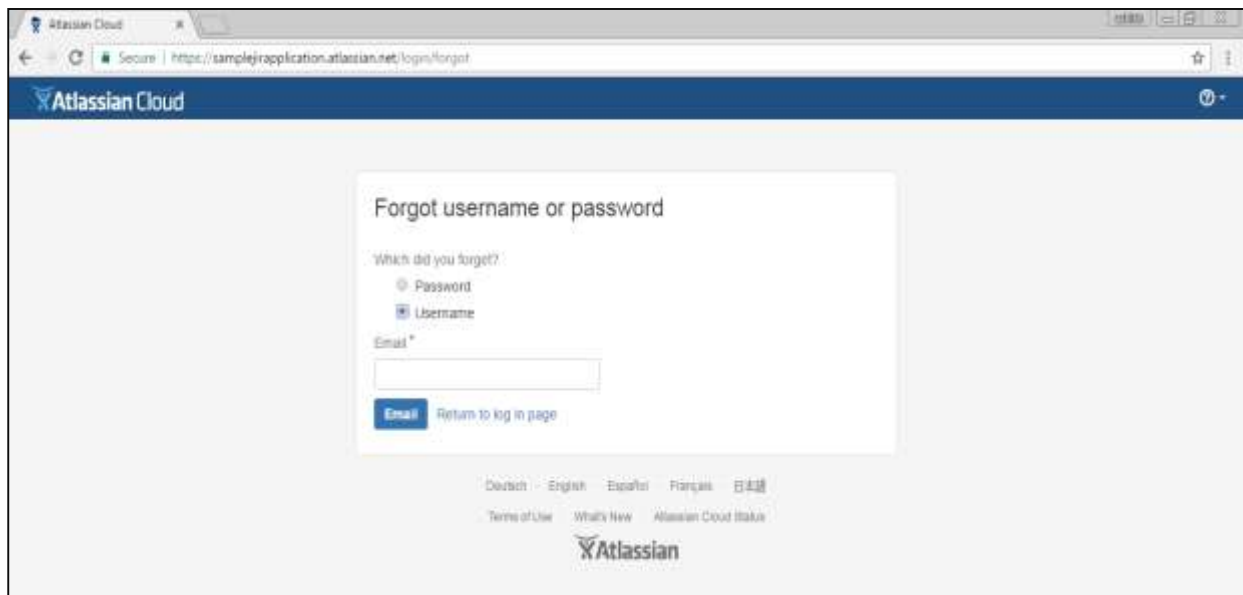 Atlassian Cloud
Secure | https://samplejirapplication.atlassian.net/login/forgot
Atlassian Cloud
Forgot username or password
Which did you forget?
Password
Username
Email *
Email Return to log in page
Deutsch · English · Español · Français · 日本語
Terms of Use · What's New · Atlassian Cloud Status
Atlassian